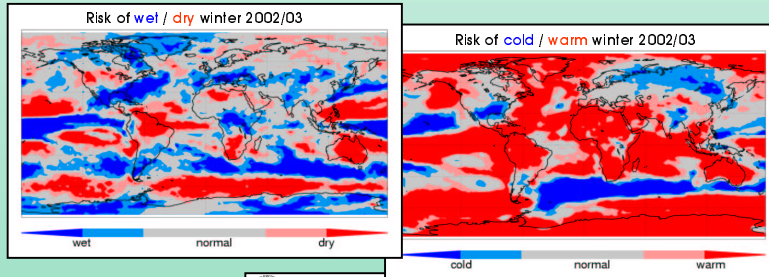 Risk of wet / dry winter 2002/03
wet normal dry
Risk of cold / warm winter 2002/03
cold normal warm